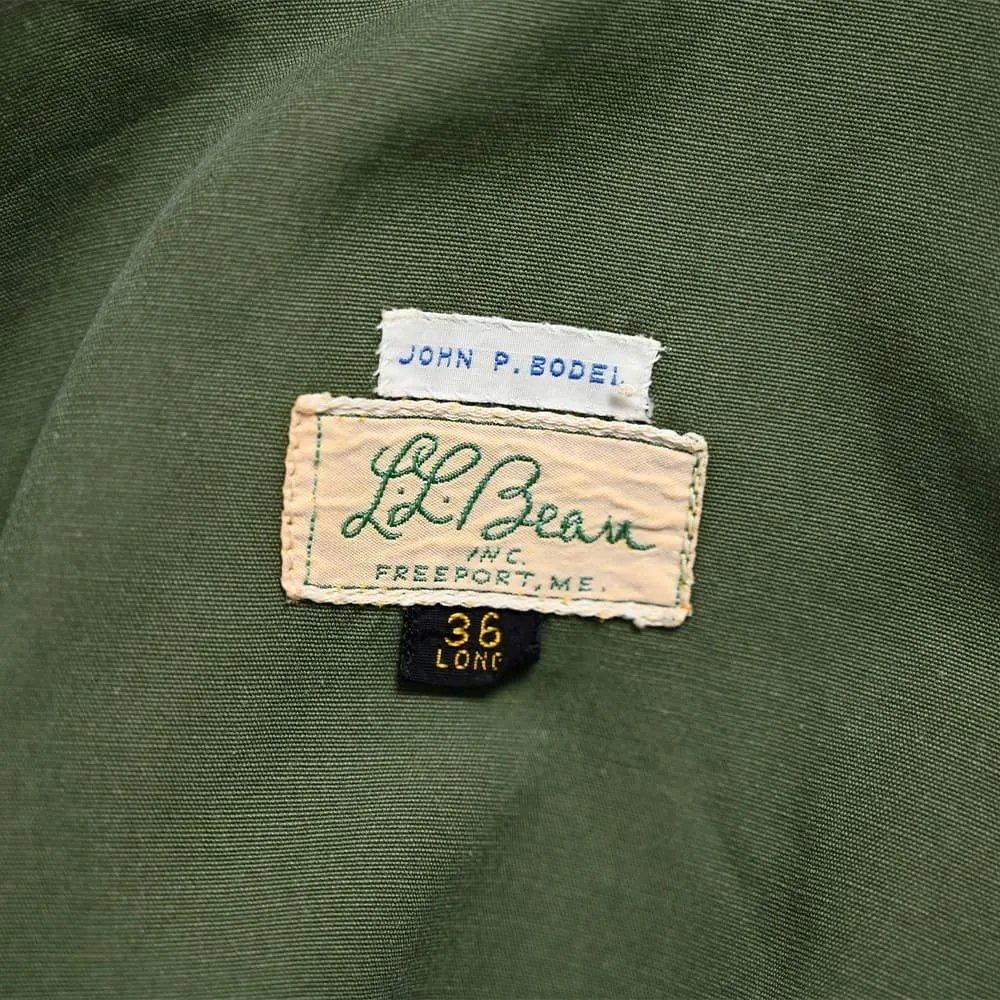 JOHN P. BODEL
L.L. Bean
INC.
FREEPORT, ME.
36
LONG